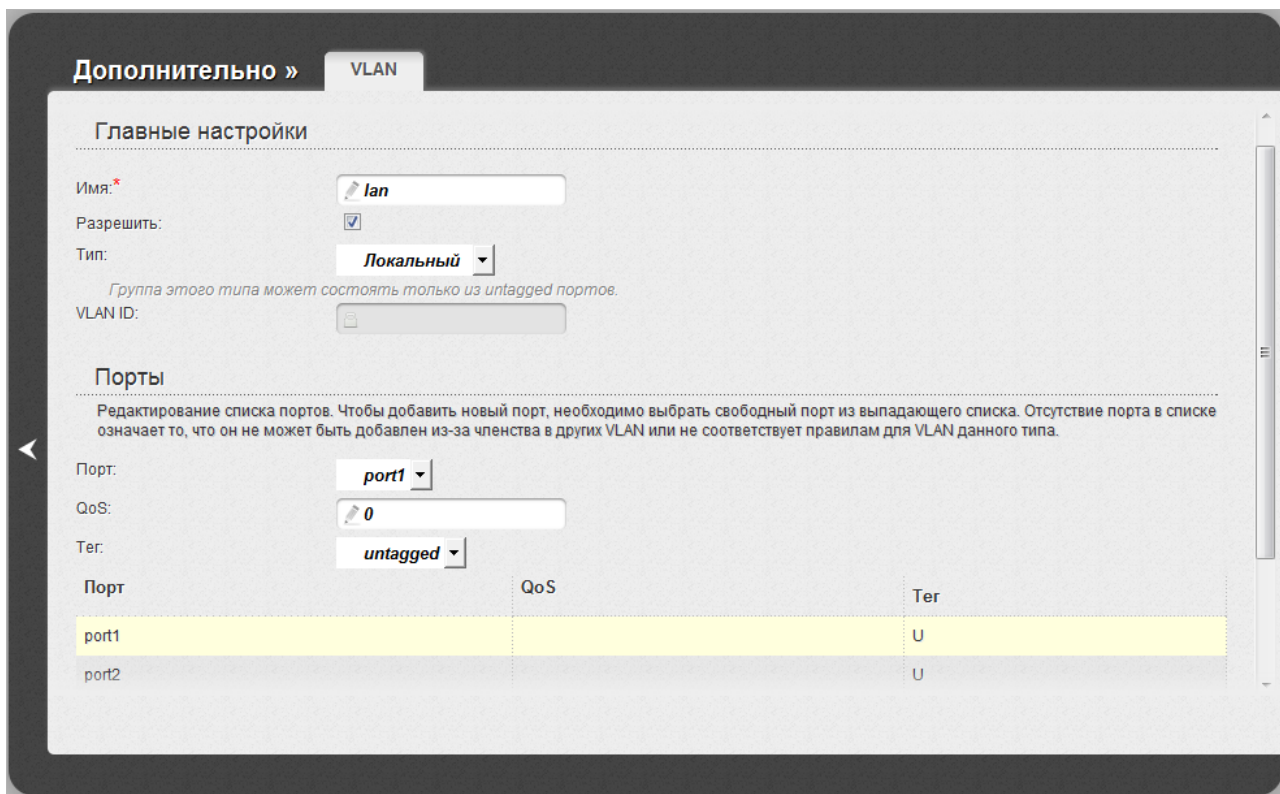 Дополнительно »
VLAN
Главные настройки
Имя:*
lan
Разрешить:
Тип:
Локальный
Группа этого типа может состоять только из untagged портов.
VLAN ID:
Порты
Редактирование списка портов. Чтобы добавить новый порт, необходимо выбрать свободный порт из выпадающего списка. Отсутствие порта в списке
означает то, что он не может быть добавлен из-за членства в других VLAN или не соответствует правилам для VLAN данного типа.
Порт:
port1
QoS:
0
Тег:
untagged
Порт QoS Тег
port1 U
port2 U